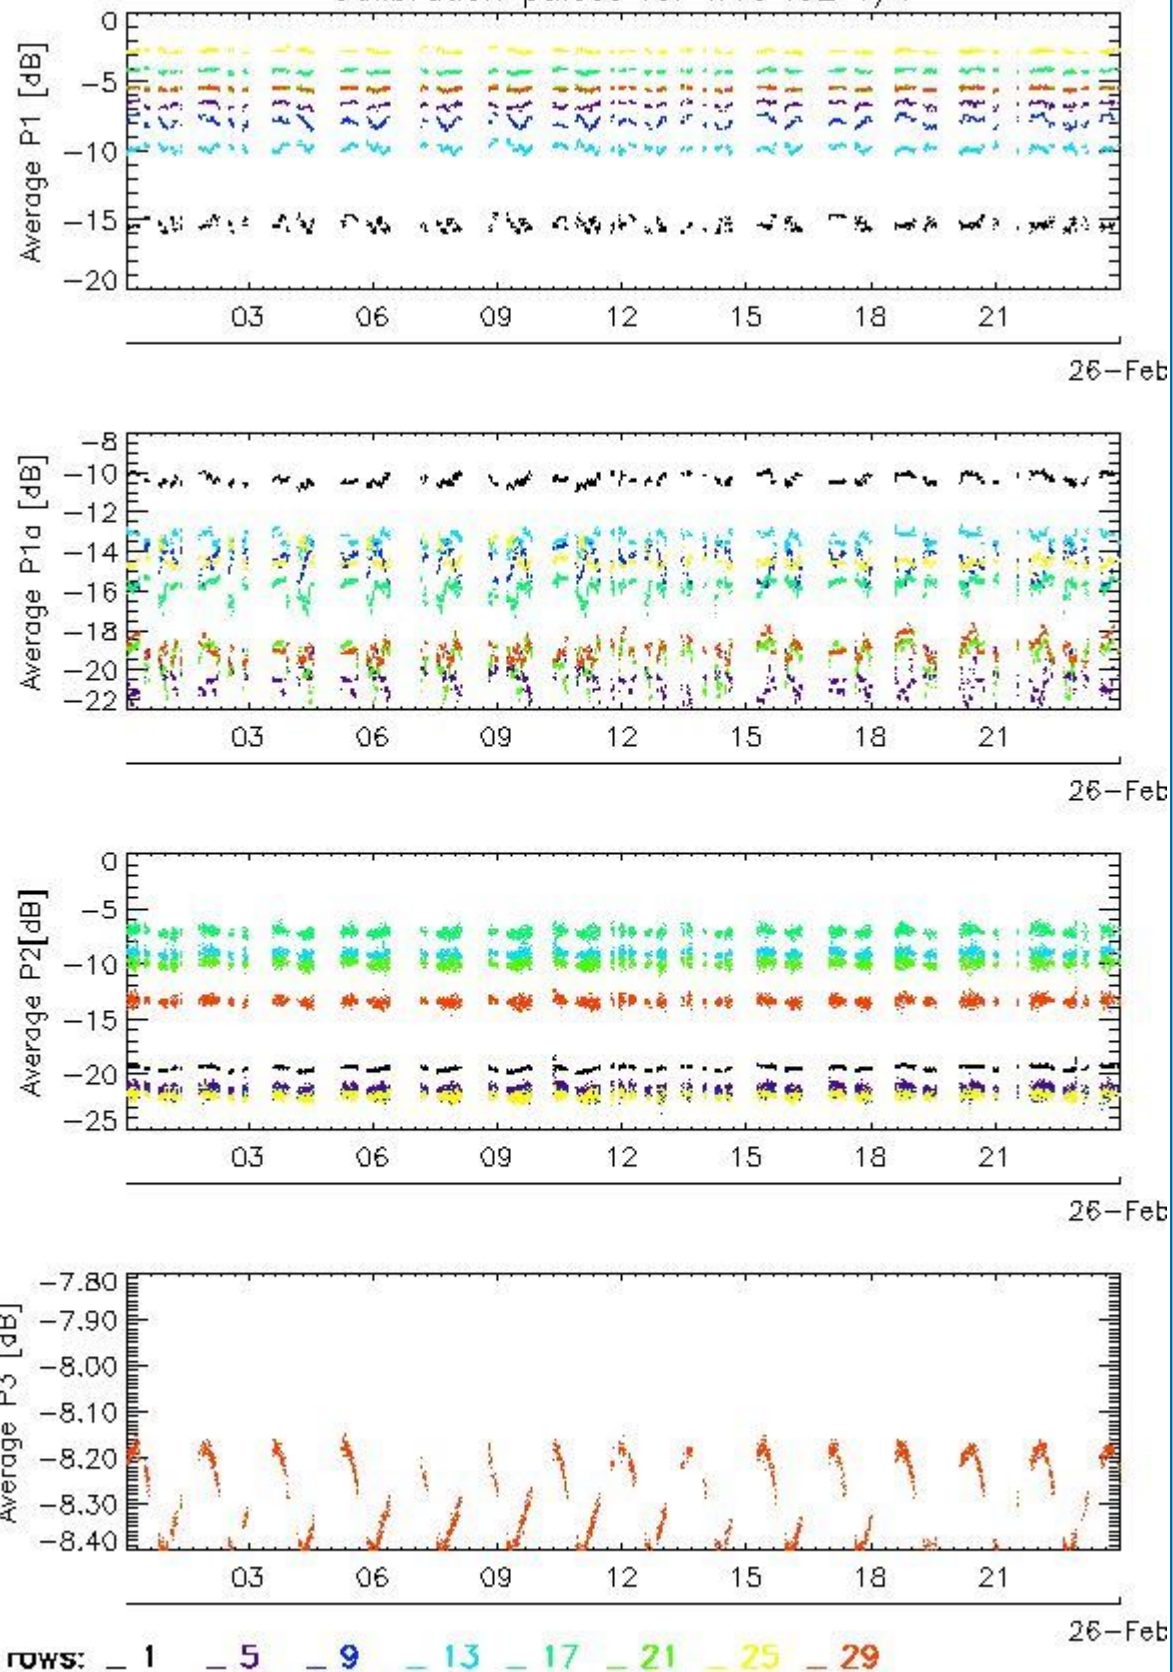 Average P1 [dB]
0
-5
-10
-15
-20
03 06 09 12 15 18 21
26-Feb
Average P1a [dB]
-8
-10
-12
-14
-16
-18
-20
-22
03 06 09 12 15 18 21
26-Feb
Average P2[dB]
0
-5
-10
-15
-20
-25
03 06 09 12 15 18 21
26-Feb
Average P3 [dB]
-7.80
-7.90
-8.00
-8.10
-8.20
-8.30
-8.40
03 06 09 12 15 18 21
26-Feb
rows: _ 1 _ 5 _ 9 _ 13 _ 17 _ 21 _ 25 _ 29